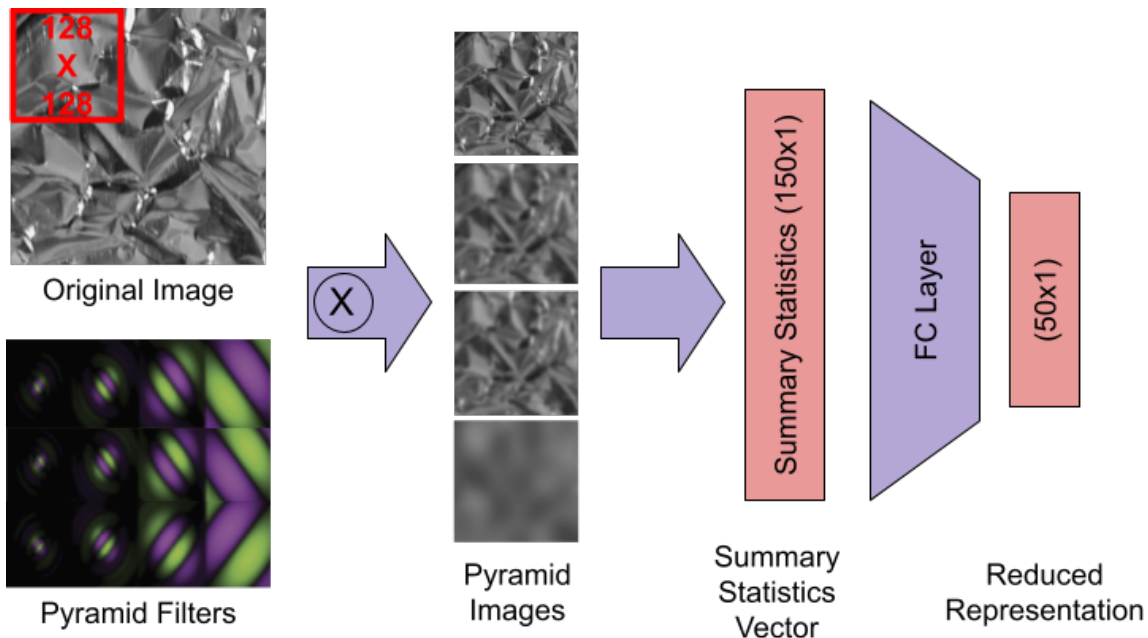 128
X
128
Original Image
Pyramid Filters
X
Pyramid
Images
Summary Statistics (150x1)
Summary
Statistics
Vector
FC Layer
(50x1)
Reduced
Representation